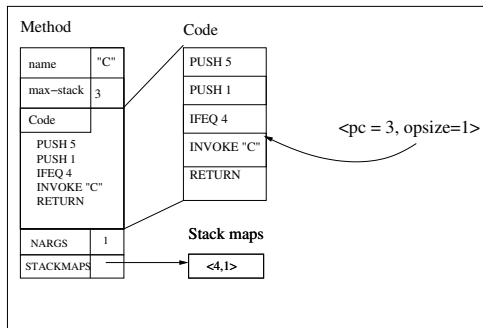 Method
name "C"
max-stack 3
Code
PUSH 5
PUSH 1
IFEQ 4
INVOKE "C"
RETURN
NARGS 1
STACKMAPS
Code
PUSH 5
PUSH 1
IFEQ 4
INVOKE "C"
RETURN
<pc = 3, opsize=1>
Stack maps
<4,1>